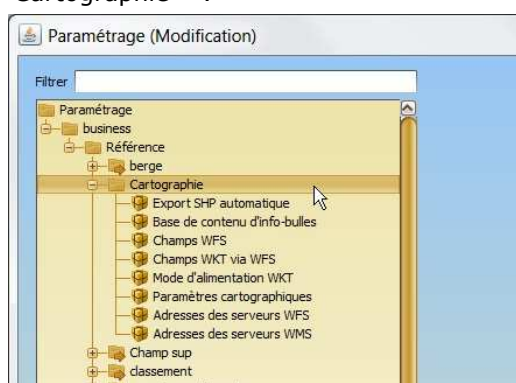 Paramétrage (Modification)
Filtrer
Paramétrage
business
Référence
berge
Cartographie
Export SHP automatique
Base de contenu d'info-bulles
Champs WFS
Champs WKT via WFS
Mode d'alimentation WKT
Paramètres cartographiques
Adresses des serveurs WFS
Adresses des serveurs WMS
Champ sup
classement